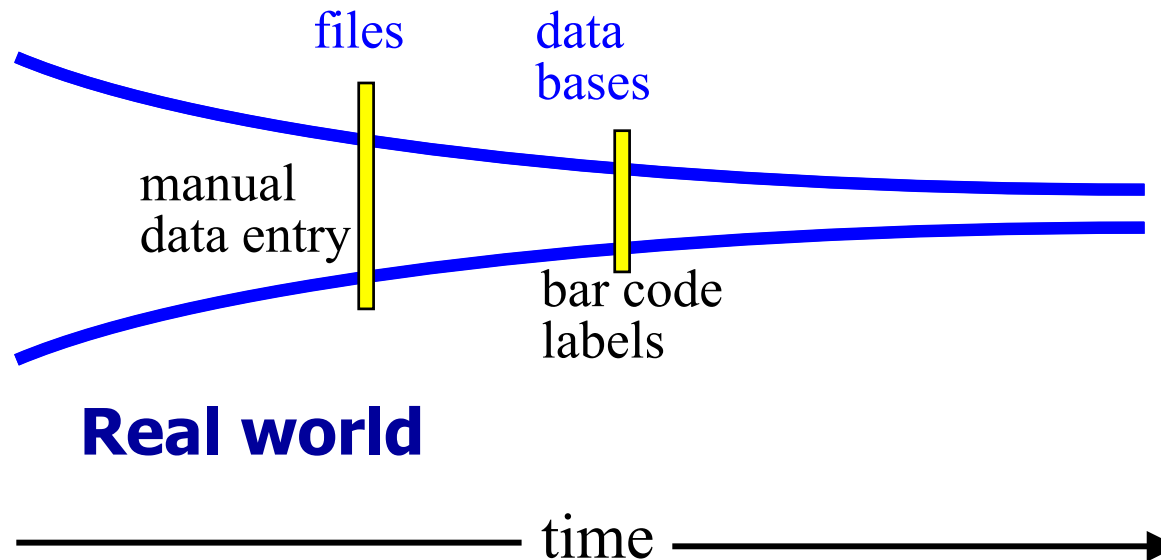 files
data
bases
manual
data entry
bar code
labels
Real world
time